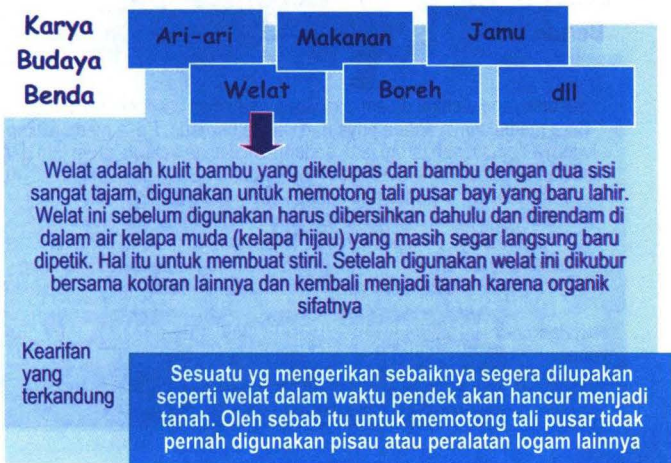 Karya
Budaya
Benda
Ari-ari
Makanan
Jamu
Welat
Boreh
dll
Welat adalah kulit bambu yang dikelupas dari bambu dengan dua sisi
sangat tajam, digunakan untuk memotong tali pusar bayi yang baru lahir.
Welat ini sebelum digunakan harus dibersihkan dahulu dan direndam di
dalam air kelapa muda (kelapa hijau) yang masih segar langsung baru
dipetik. Hal itu untuk membuat stiril. Setelah digunakan welat ini dikubur
bersama kotoran lainnya dan kembali menjadi tanah karena organik
sifatnya
Kearifan
yang
terkandung
Sesuatu yg mengerikan sebaiknya segera dilupakan
seperti welat dalam waktu pendek akan hancur menjadi
tanah. Oleh sebab itu untuk memotong tali pusar tidak
pernah digunakan pisau atau peralatan logam lainnya